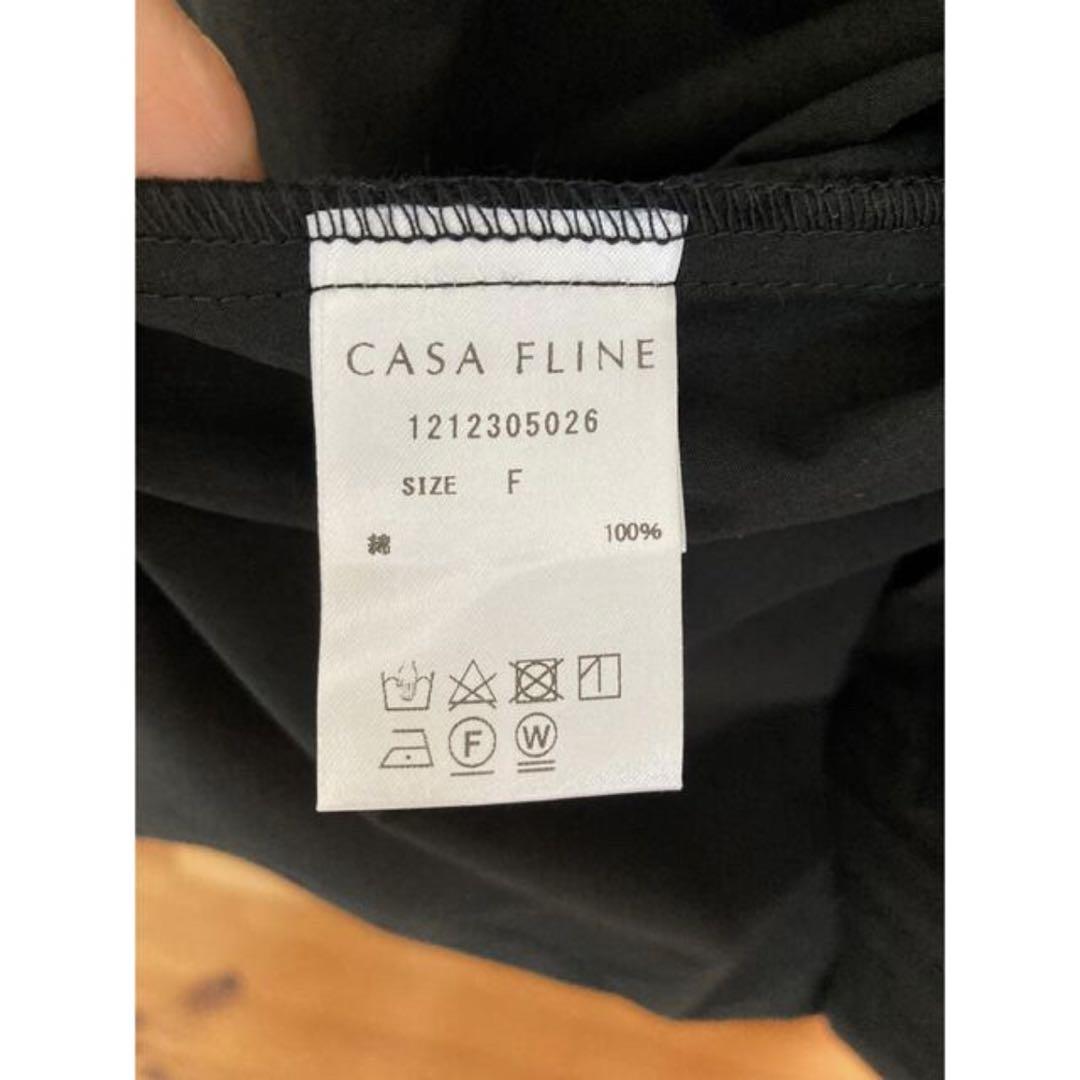 CASA FLINE
1212305026
SIZE F
綿 100%
F W